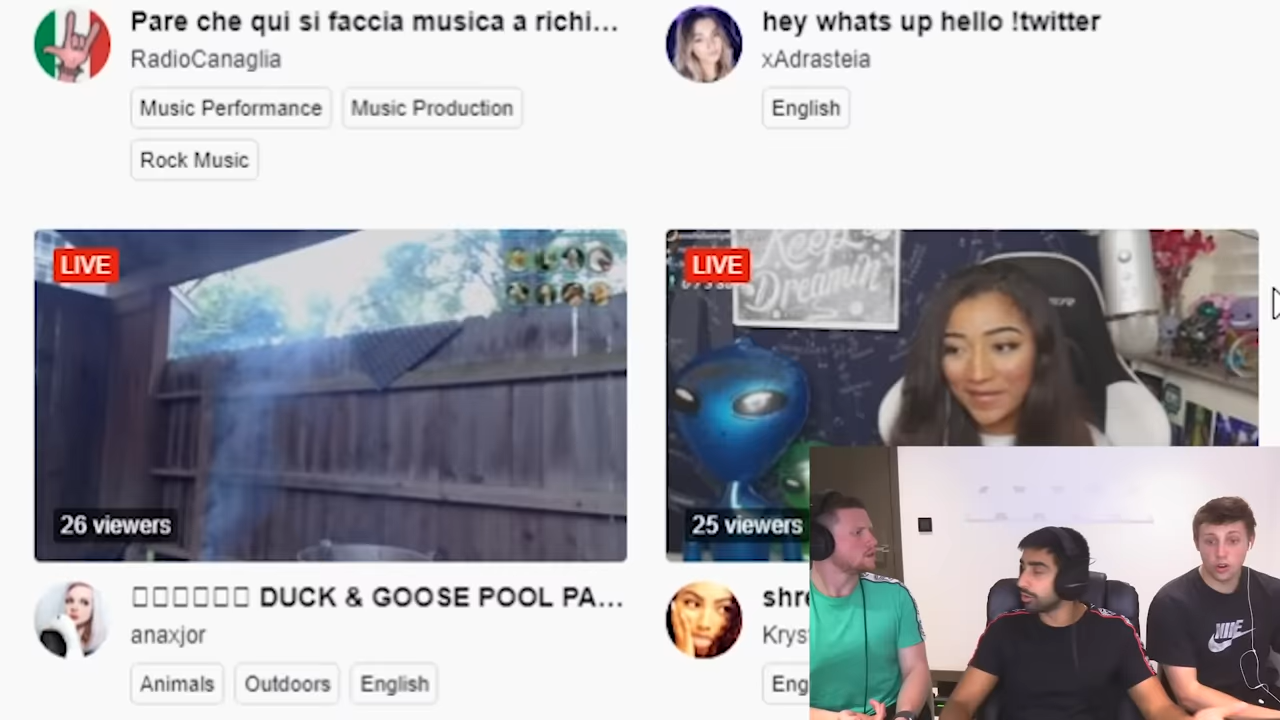 Pare che qui si faccia musica a richi...
RadioCanaglia
Music Performance
Music Production
Rock Music
hey whats up hello !twitter
xAdrasteia
English
LIVE
26 viewers
DUCK & GOOSE POOL PA...
anaxjor
Animals
Outdoors
English
LIVE
Keep
Dreamin'
25 viewers
shre
Krys
Eng